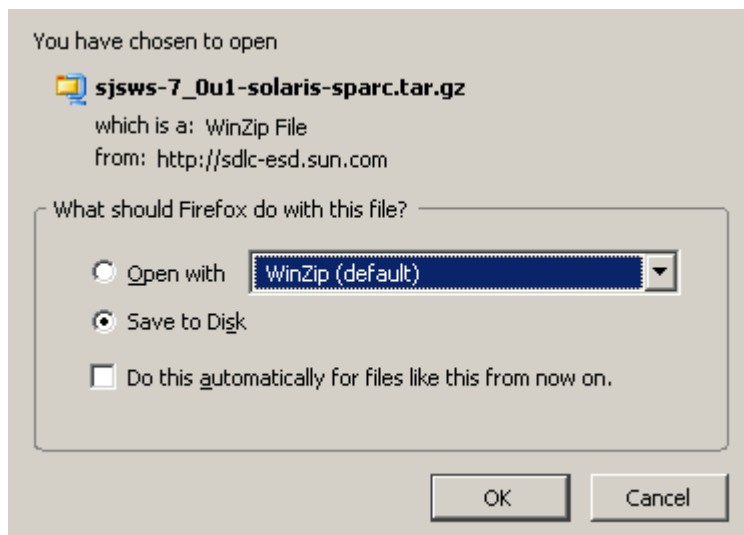 You have chosen to open
sjsws-7_0u1-solaris-sparc.tar.gz
which is a: WinZip File
from: http://sdlc-esd.sun.com
What should Firefox do with this file?
Open with WinZip (default)
Save to Disk
Do this automatically for files like this from now on.
OK Cancel